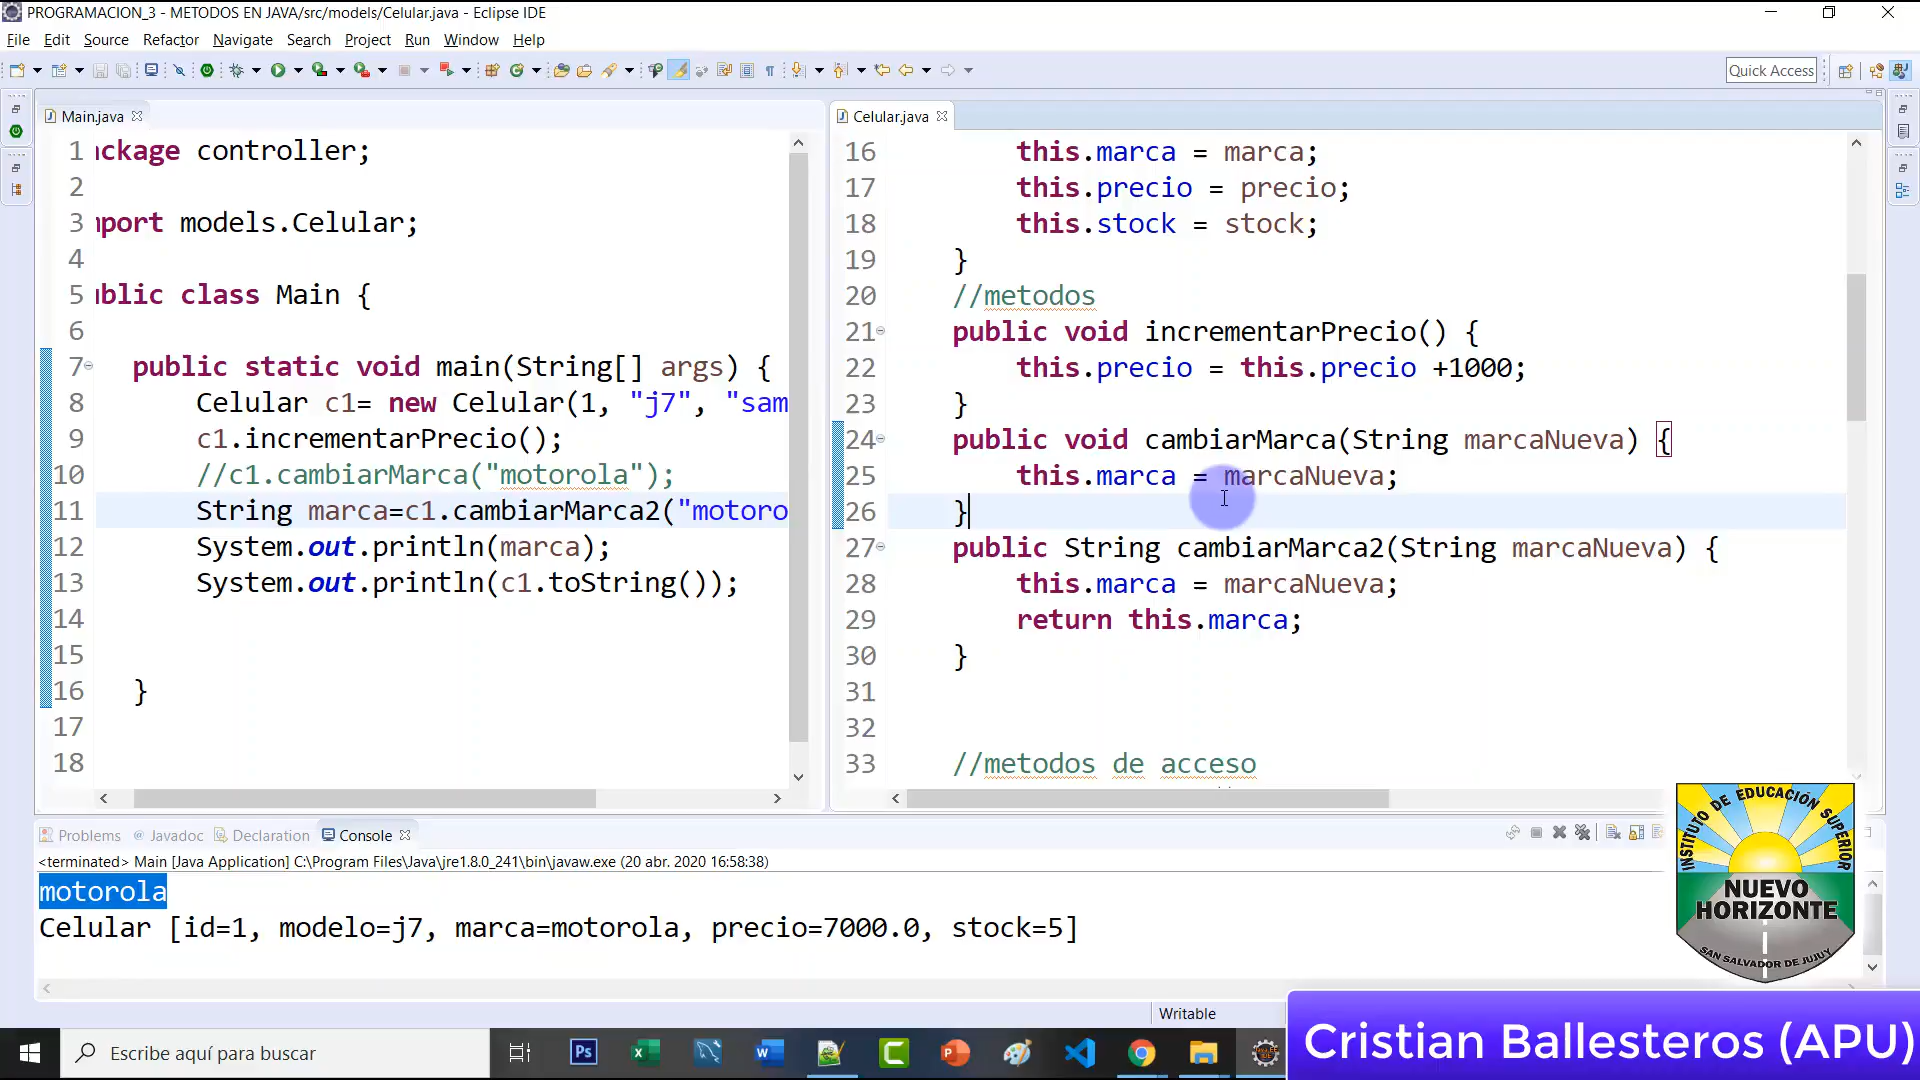 PROGRAMACION_3 - METODOS EN JAVA/src/models/Celular.java - Eclipse IDE
File Edit Source Refactor Navigate Search Project Run Window Help
Quick Access
Main.java
1 ackage controller;
2
3 mport models.Celular;
4
5 ublic class Main {
6
7 public static void main(String[] args) {
8 Celular c1= new Celular(1, "j7", "sam
9 c1.incrementarPrecio();
10 //c1.cambiarMarca("motorola");
11 String marca=c1.cambiarMarca2("motoro
12 System.out.println(marca);
13 System.out.println(c1.toString());
14
15
16 }
17
18
Celular.java
16 this.marca = marca;
17 this.precio = precio;
18 this.stock = stock;
19 }
20 //metodos
21 public void incrementarPrecio() {
22 this.precio = this.precio +1000;
23 }
24 public void cambiarMarca(String marcaNueva) {
25 this.marca = marcaNueva;
26 }
27 public String cambiarMarca2(String marcaNueva) {
28 this.marca = marcaNueva;
29 return this.marca;
30 }
31
32
33 //metodos de acceso
Problems Javadoc Declaration Console
<terminated> Main [Java Application] C:\Program Files\Java\jre1.8.0_241\bin\javaw.exe (20 abr. 2020 16:58:38)
motorola
Celular [id=1, modelo=j7, marca=motorola, precio=7000.0, stock=5]
INSTITUTO DE EDUCACIÓN SUPERIOR
NUEVO
HORIZONTE
SAN SALVADOR DE JUJUY
Writable
Escribe aquí para buscar
Cristian Ballesteros (APU)